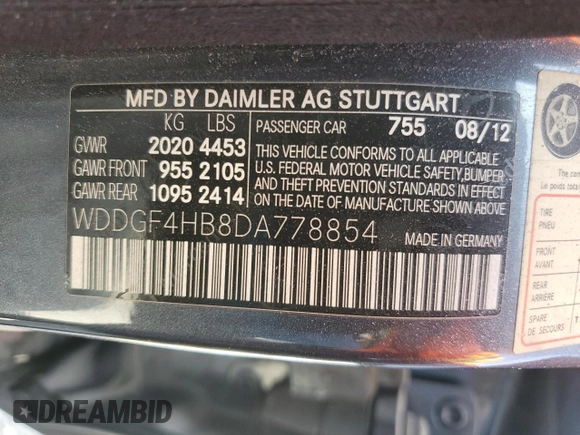 MFD BY DAIMLER AG STUTTGART
KG LBS
GVWR 2020 4453
GAWR FRONT 955 2105
GAWR REAR 1095 2414
PASSENGER CAR 755 08/12
THIS VEHICLE CONFORMS TO ALL APPLICABLE
U.S. FEDERAL MOTOR VEHICLE SAFETY, BUMPER
AND THEFT PREVENTION STANDARDS IN EFFECT
ON THE DATE OF MANUFACTURE SHOWN ABOVE.
WDDGF4HB8DA778854
MADE IN GERMANY
TIRE
PNEU
FRONT
AVANT
REAR
ARRIÈRE
SPARE
DE SECOURS
DREAMBID